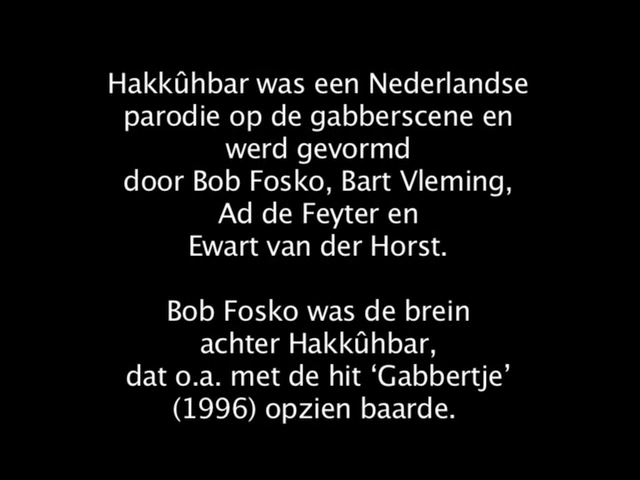 Hakkûhbar was een Nederlandse
parodie op de gabberscene en
werd gevormd
door Bob Fosko, Bart Vleming,
Ad de Feyter en
Ewart van der Horst.
Bob Fosko was de brein
achter Hakkûhbar,
dat o.a. met de hit ‘Gabbertje’
(1996) opzien baarde.